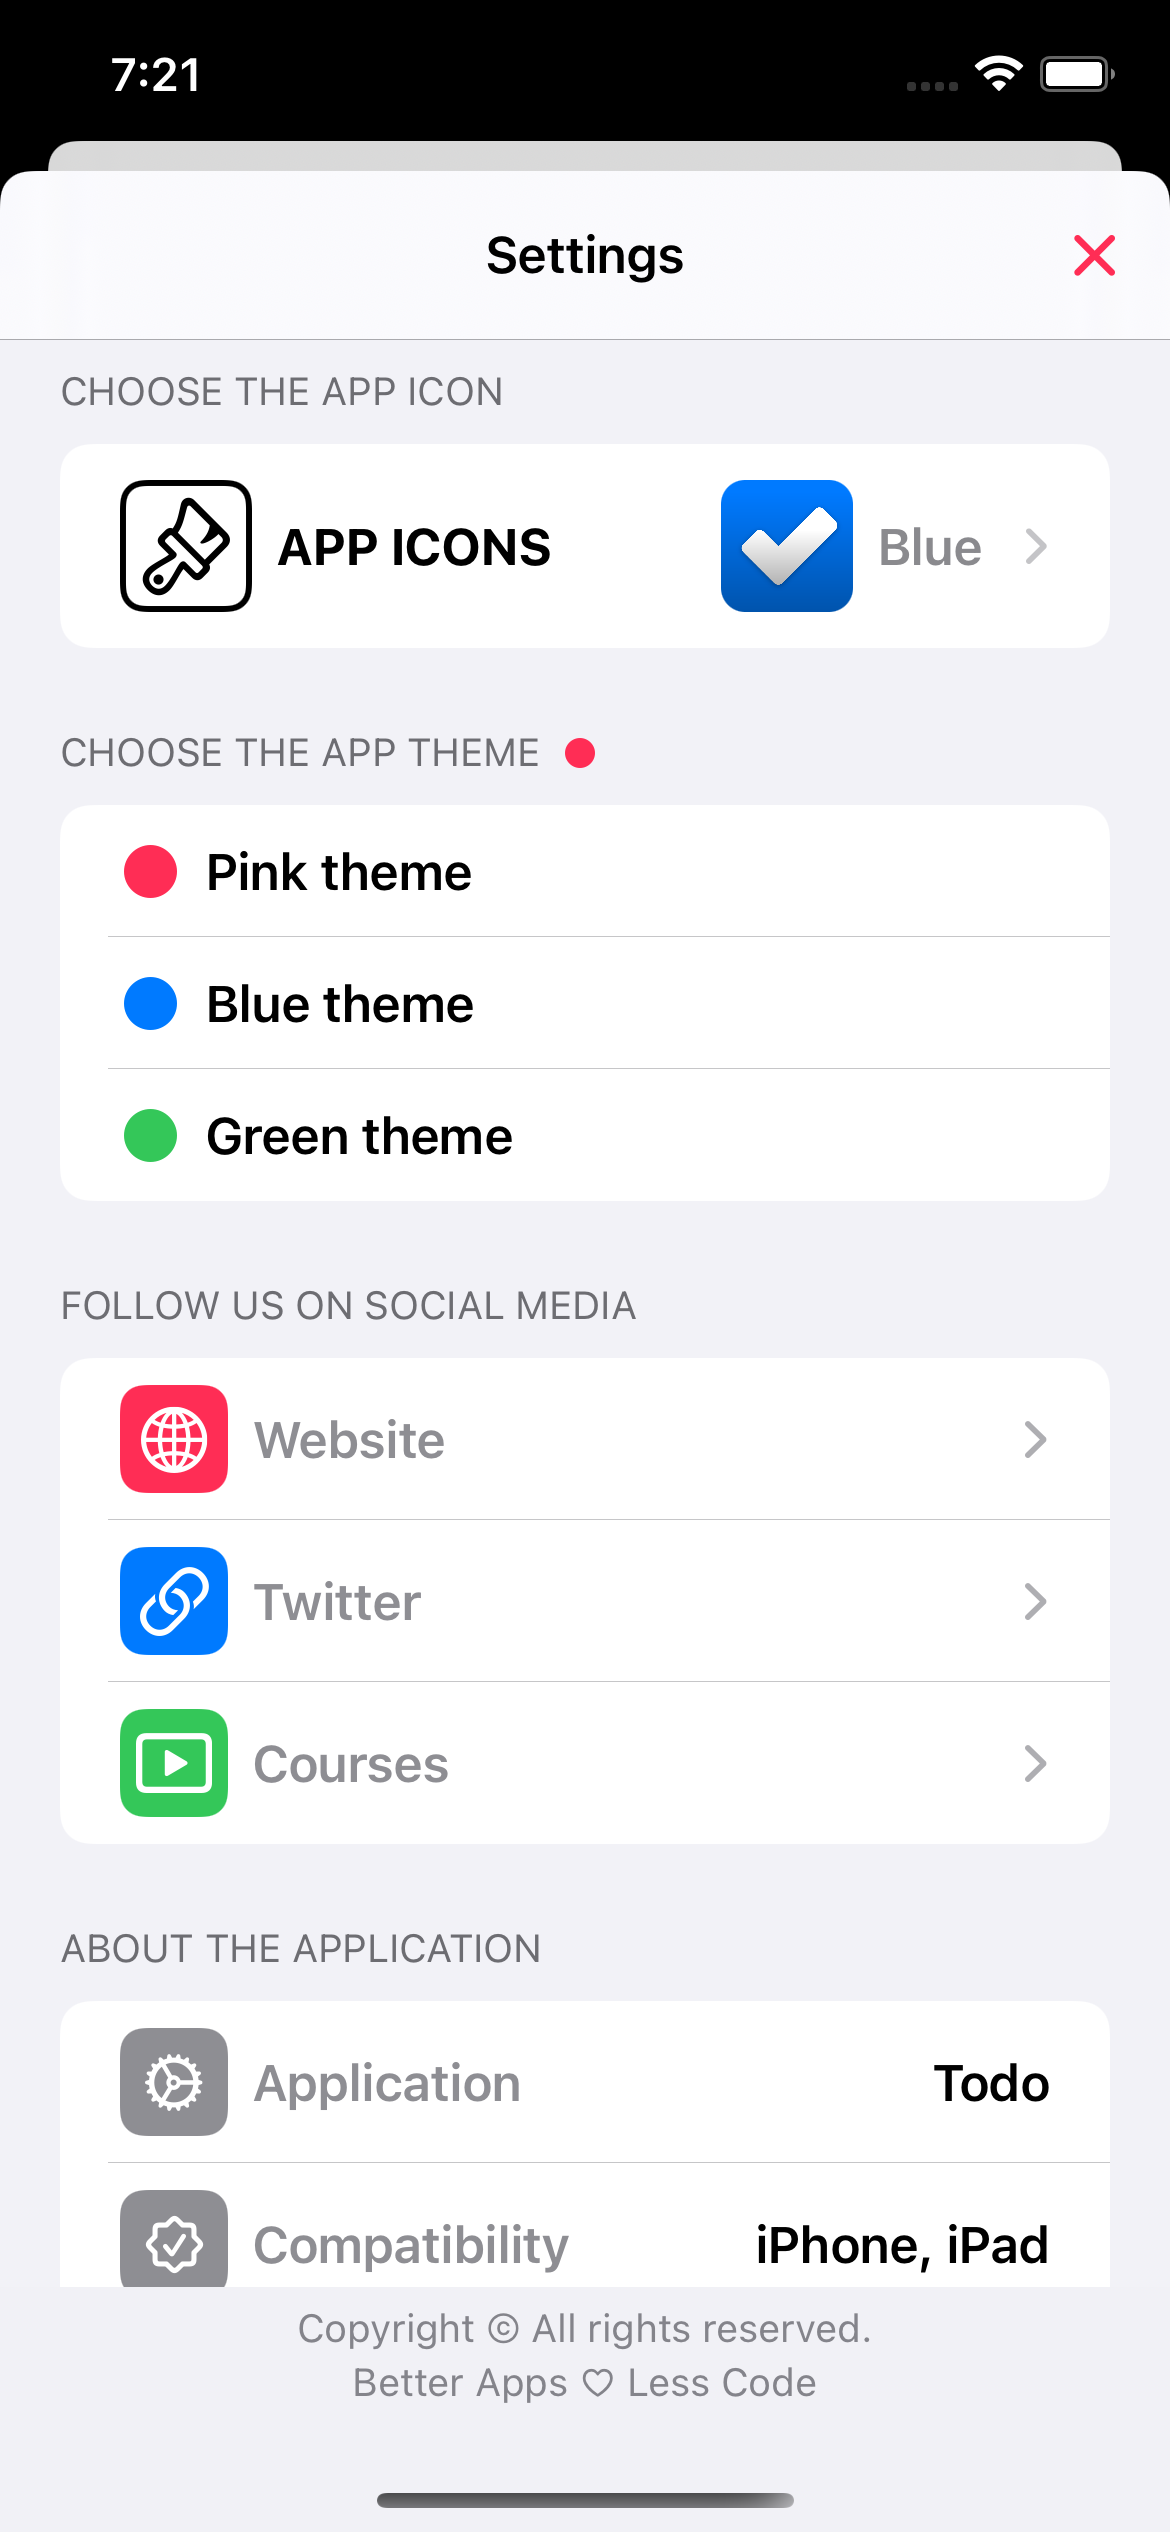 7:21
Settings
CHOOSE THE APP ICON
APP ICONS Blue
CHOOSE THE APP THEME
Pink theme
Blue theme
Green theme
FOLLOW US ON SOCIAL MEDIA
Website
Twitter
Courses
ABOUT THE APPLICATION
Application Todo
Compatibility iPhone, iPad
Copyright © All rights reserved.
Better Apps ♡ Less Code